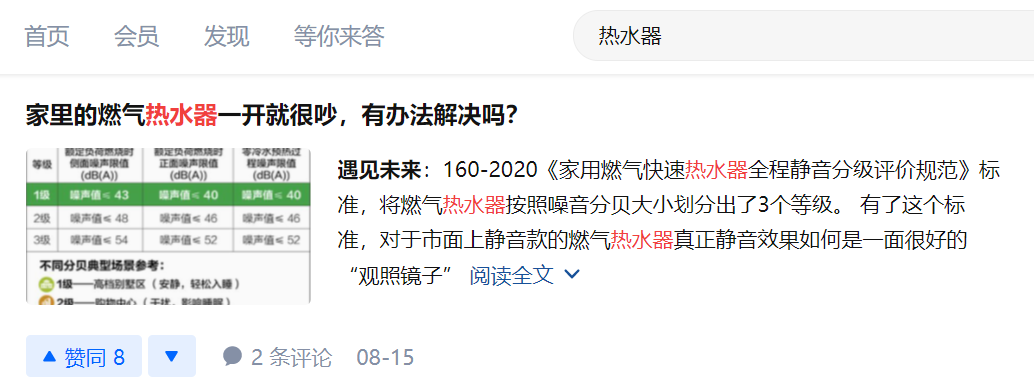 首页 会员 发现 等你来答 热水器
家里的燃气热水器一开就很吵，有办法解决吗？
等级 额定负荷燃烧时侧面噪声限值(dB(A)) 额定负荷燃烧时正面噪声限值(dB(A)) 零冷水预热过程噪声限值(dB(A))
1级 噪声值≤43 噪声值≤40 噪声值≤40
2级 噪声值≤48 噪声值≤46 噪声值≤46
3级 噪声值≤54 噪声值≤52 噪声值≤52
不同分贝典型场景参考：
1级——高档别墅区（安静，轻松入睡）
2级——购物中心（干扰，影响睡眠）
遇见未来：160-2020《家用燃气快速热水器全程静音分级评价规范》标
准，将燃气热水器按照噪音分贝大小划分出了3个等级。 有了这个标
准，对于市面上静音款的燃气热水器真正静音效果如何是一面很好的
“观照镜子” 阅读全文
赞同 8 2 条评论 08-15